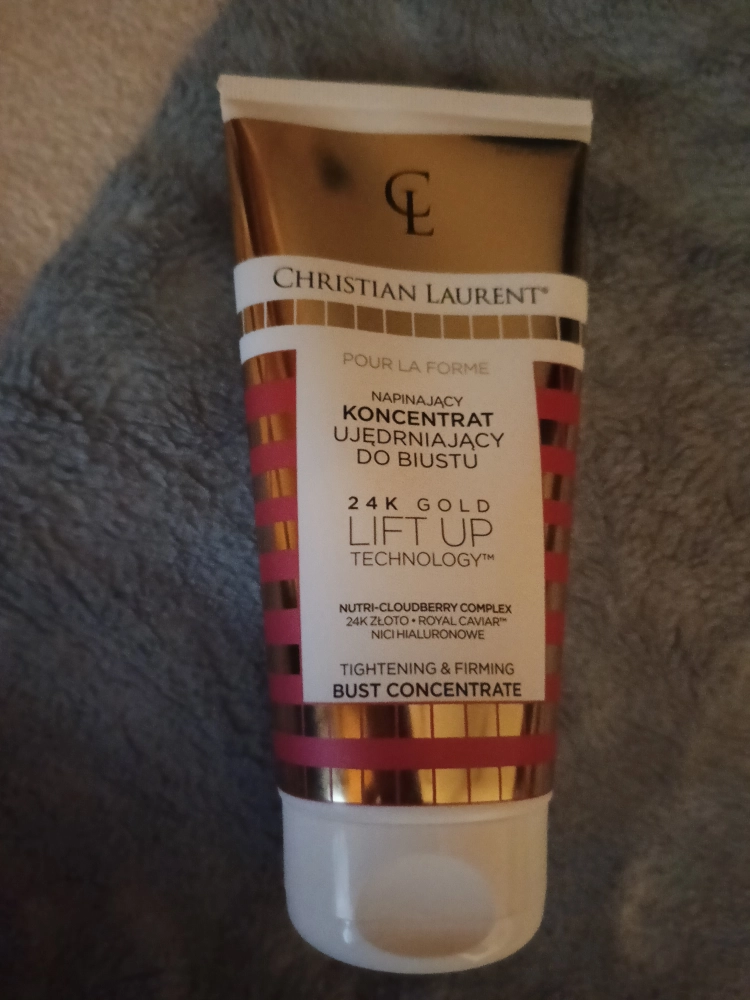 CL
CHRISTIAN LAURENT®
POUR LA FORME
NAPINAJĄCY
KONCENTRAT
UJĘDRNIAJĄCY
DO BIUSTU
24K GOLD
LIFT UP
TECHNOLOGY™
NUTRI-CLOUDBERRY COMPLEX
24K ZŁOTO • ROYAL CAVIAR™
NICI HIALURONOWE
TIGHTENING & FIRMING
BUST CONCENTRATE